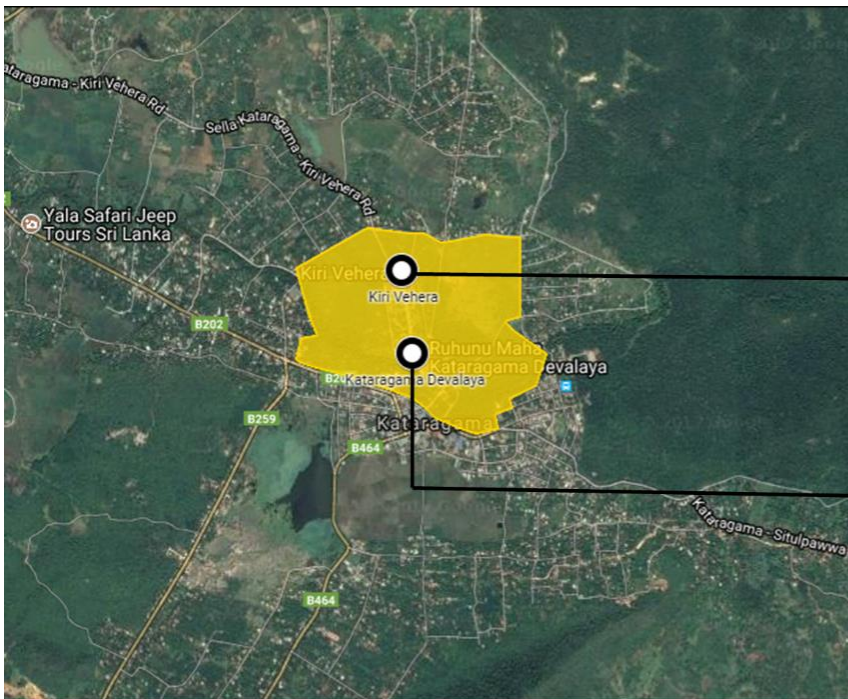 ataragama - Kiri Vehera Rd
Sella Kataragama - Kiri Vehera Rd
Yala Safari Jeep
Tours Sri Lanka
Kiri Vehera
Kiri Vehera
B202
Ruhunu Maha
Kataragama Devalaya
Kataragama Devalaya
B259
Kataragama
B464
Kataragama - Situlpawwa
B464